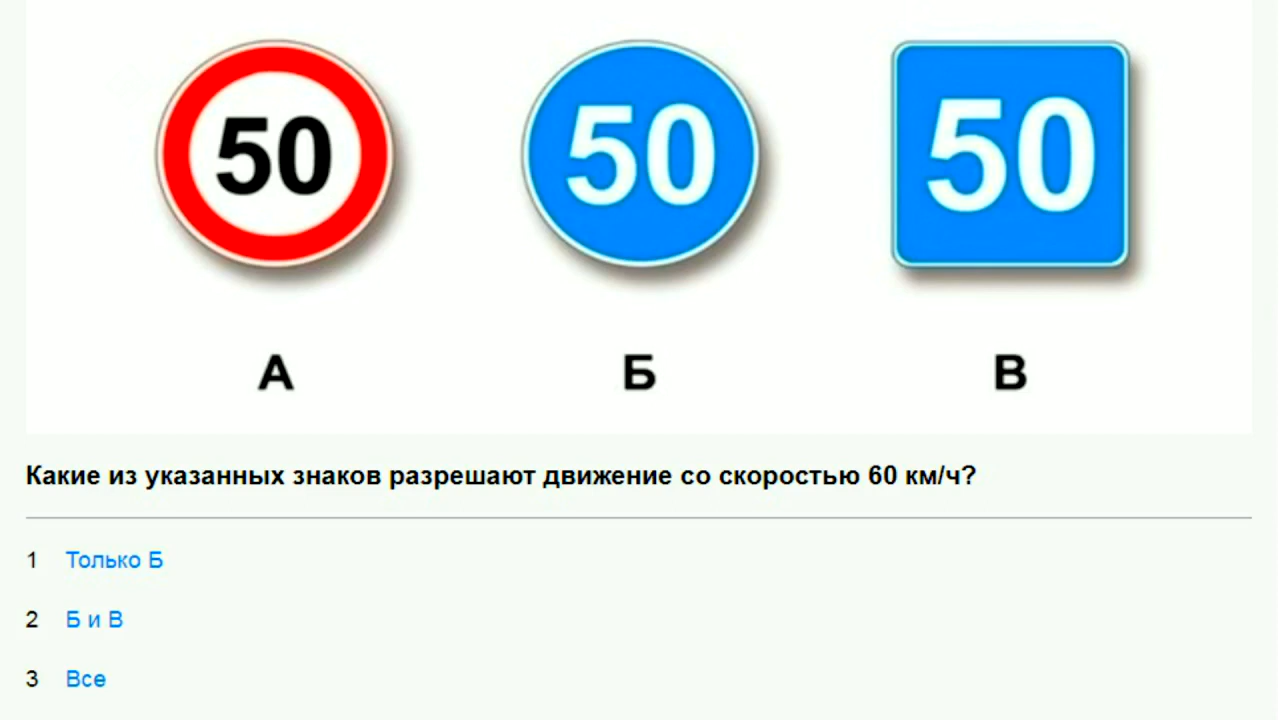 50 50 50
А Б В
Какие из указанных знаков разрешают движение со скоростью 60 км/ч?
1 Только Б
2 Б и В
3 Все